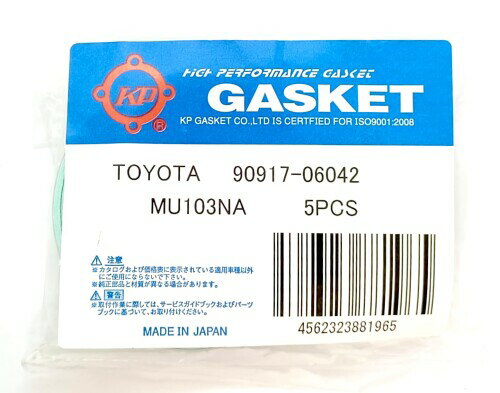 KP
®
HIGH PERFORMANCE GASKET
GASKET
KP GASKET CO.,LTD IS CERTFIED FOR ISO9001:2008
TOYOTA 90917-06042
MU103NA 5PCS
⚠ 注意
※カタログおよび価格表に表示されている適用車種以外
にご使用にならないで下さい。
※純正部品と材質が異なる場合があります。
⚠ 警告
※取付作業に際しては、サービスガイドブックおよびパーツ
ブックに基づいて、お取り付けください。
MADE IN JAPAN
4562323881965